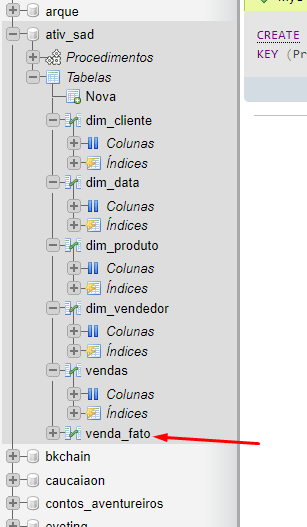 arque
ativ_sad
Procedimentos
Tabelas
Nova
dim_cliente
Colunas
Índices
dim_data
Colunas
Índices
dim_produto
Colunas
Índices
dim_vendedor
Colunas
Índices
vendas
Colunas
Índices
venda_fato
bkchain
caucaiaon
contos_aventureiros
CREATE
KEY (Pr